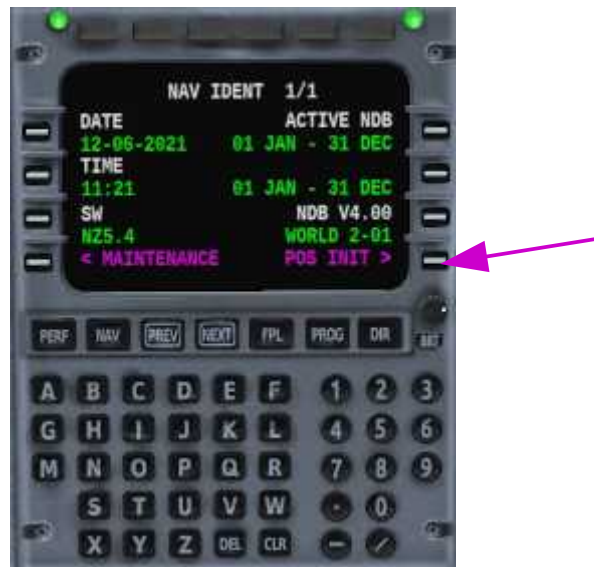 NAV IDENT 1/1
DATE ACTIVE NDB
12-06-2021 01 JAN - 31 DEC
TIME
11:21 01 JAN - 31 DEC
SW NDB V4.00
NZ5.4 WORLD 2-01
< MAINTENANCE POS INIT >
PERF NAV PREV NEXT FPL PROG DIR
A B C D E F 1 2 3
G H I J K L 4 5 6
M N O P Q R 7 8 9
S T U V W · 0
X Y Z DEL CLR - /